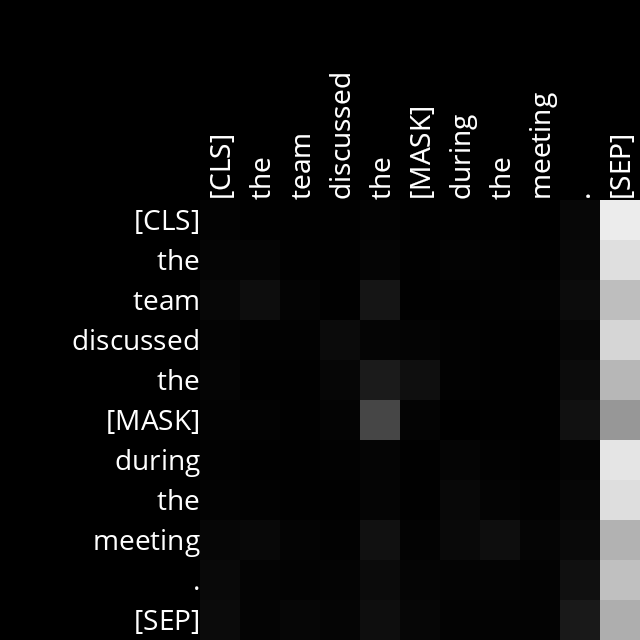 [CLS] the team discussed the [MASK] during the meeting . [SEP]
[CLS]
the
team
discussed
the
[MASK]
during
the
meeting
.
[SEP]